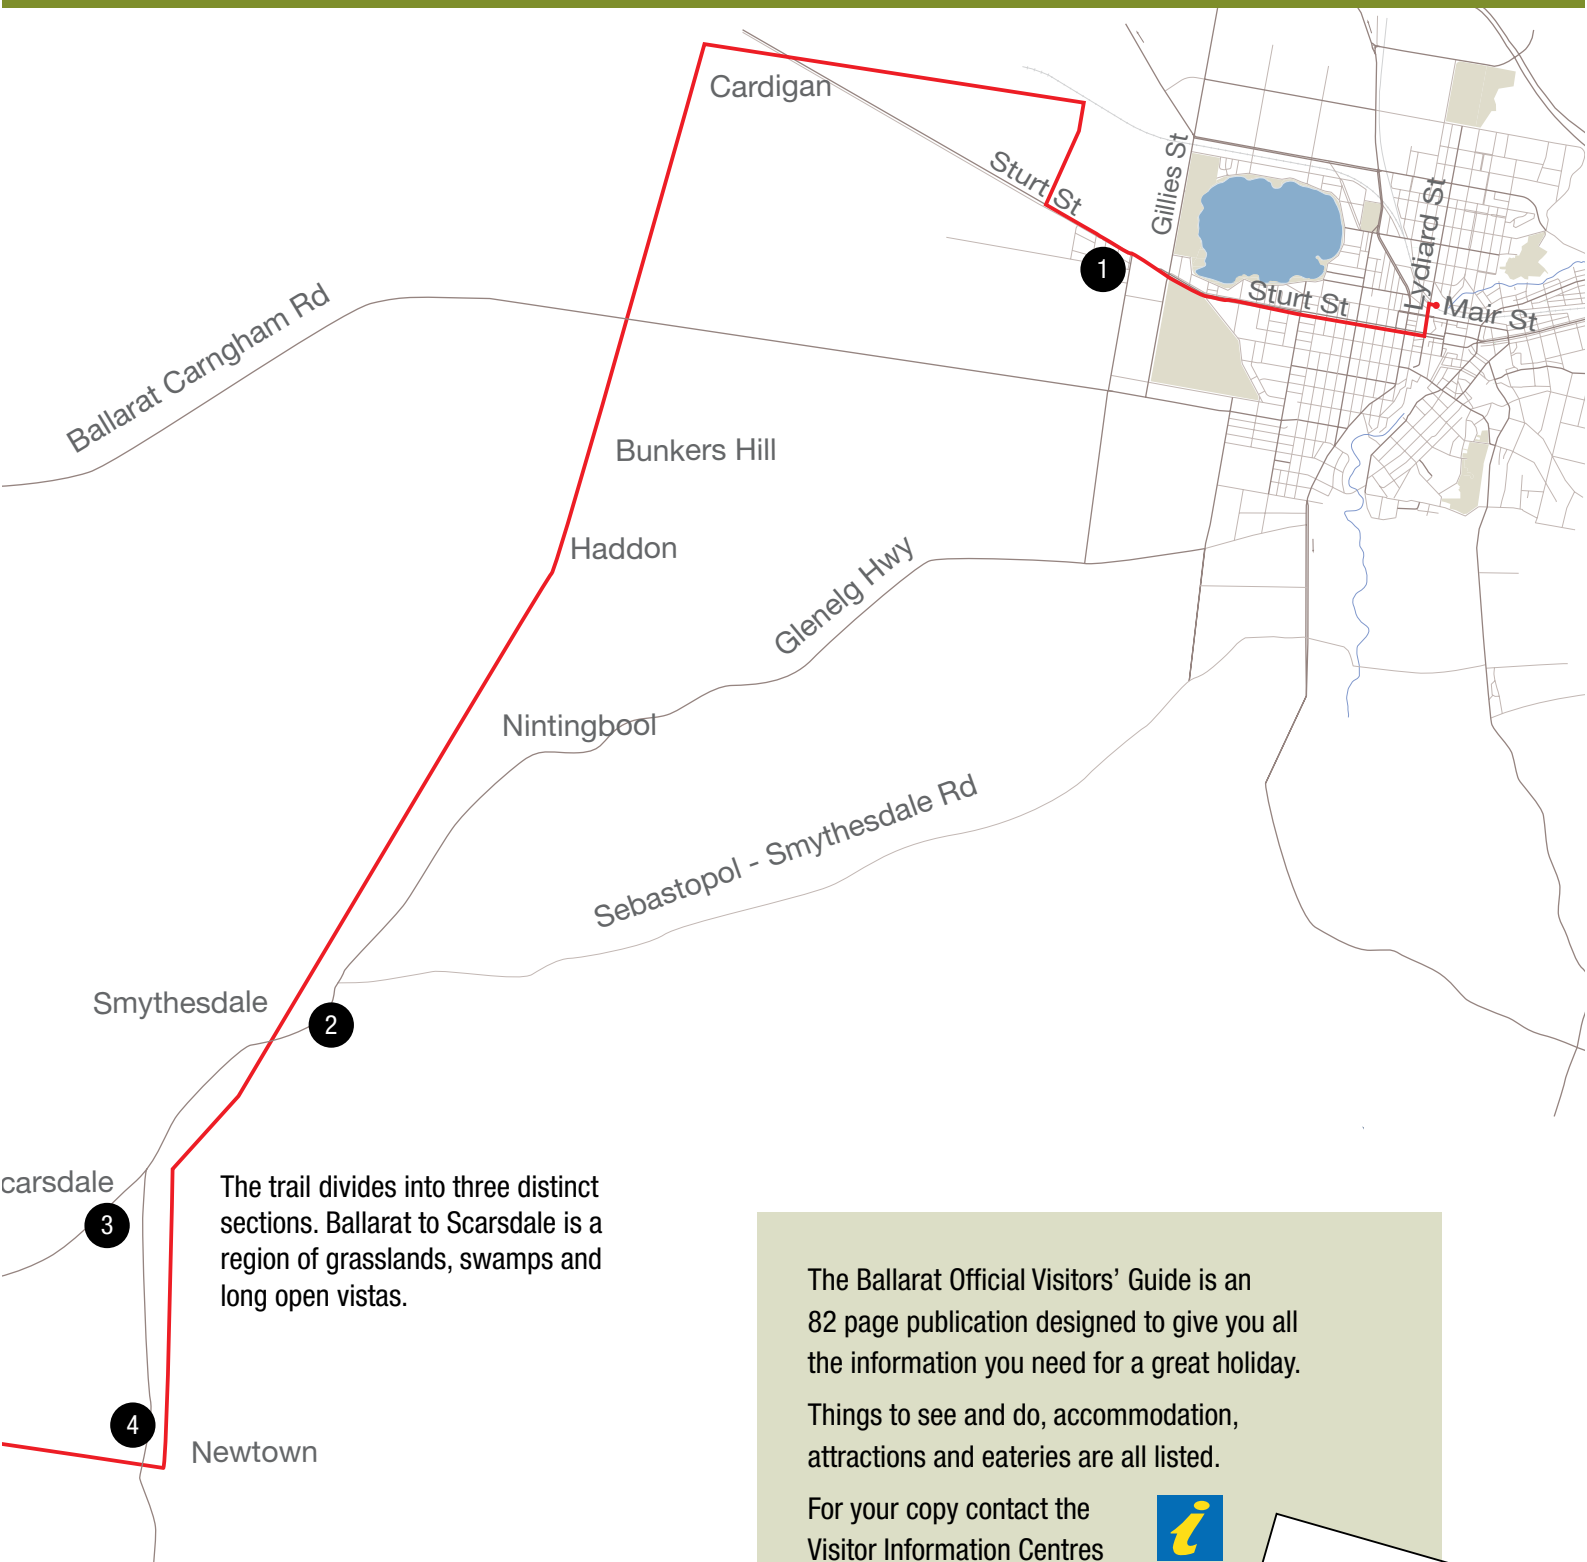 Cardigan
Sturt St
Gillies St
Lydiard St
1
Sturt St
Mair St
Ballarat Carngham Rd
Bunkers Hill
Haddon
Glenelg Hwy
Nintingbool
Sebastopol - Smythesdale Rd
Smythesdale
2
carsdale
3
The trail divides into three distinct
sections. Ballarat to Scarsdale is a
region of grasslands, swamps and
long open vistas.
4
Newtown
The Ballarat Official Visitors’ Guide is an
82 page publication designed to give you all
the information you need for a great holiday.
Things to see and do, accommodation,
attractions and eateries are all listed.
For your copy contact the
Visitor Information Centres
i